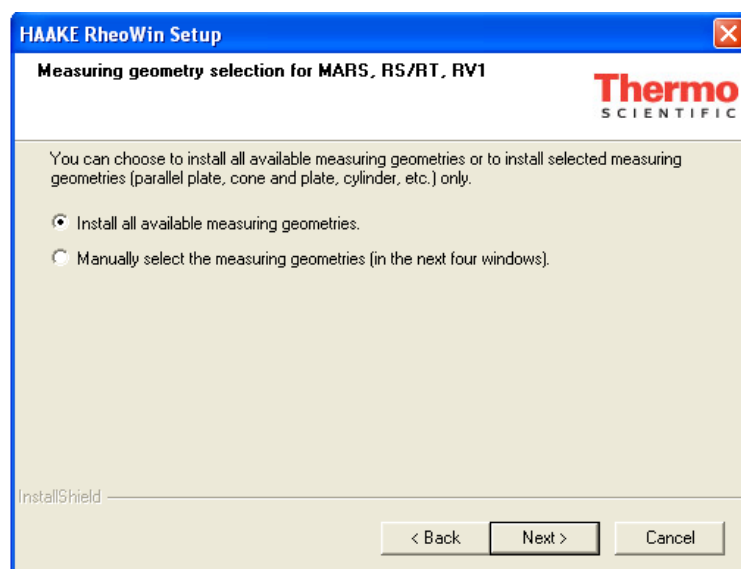 HAAKE RheoWin Setup
Measuring geometry selection for MARS, RS/RT, RV1
Thermo
SCIENTIFIC
You can choose to install all available measuring geometries or to install selected measuring
geometries (parallel plate, cone and plate, cylinder, etc.) only.
Install all available measuring geometries.
Manually select the measuring geometries (in the next four windows).
InstallShield
< Back
Next >
Cancel